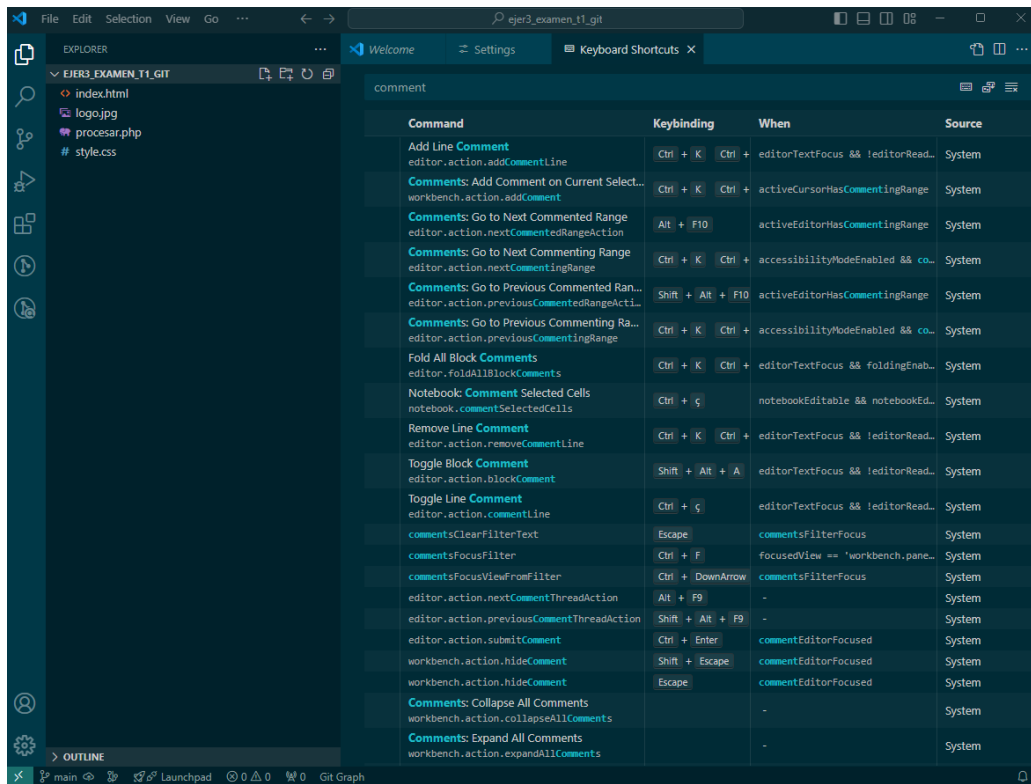 File Edit Selection View Go ··· ejer3_examen_t1_git
EXPLORER ···
Welcome Settings Keyboard Shortcuts
EJER3_EXAMEN_T1_GIT
index.html
logo.jpg
procesar.php
style.css
comment
Command Keybinding When Source
Add Line Comment
editor.action.addCommentLine
Ctrl + K Ctrl + editorTextFocus && !editorRead… System
Comments: Add Comment on Current Select...
workbench.action.addComment
Ctrl + K Ctrl + activeCursorHasCommentingRange System
Comments: Go to Next Commented Range
editor.action.nextCommentedRangeAction
Alt + F10 activeEditorHasCommentingRange System
Comments: Go to Next Commenting Range
editor.action.nextCommentingRange
Ctrl + K Ctrl + accessibilityModeEnabled && co… System
Comments: Go to Previous Commented Ran...
editor.action.previousCommentedRangeActi…
Shift + Alt + F10 activeEditorHasCommentingRange System
Comments: Go to Previous Commenting Ra...
editor.action.previousCommentingRange
Ctrl + K Ctrl + accessibilityModeEnabled && co… System
Fold All Block Comments
editor.foldAllBlockComments
Ctrl + K Ctrl + editorTextFocus && foldingEnab… System
Notebook: Comment Selected Cells
notebook.commentSelectedCells
Ctrl + ç notebookEditable && notebookEd… System
Remove Line Comment
editor.action.removeCommentLine
Ctrl + K Ctrl + editorTextFocus && !editorRead… System
Toggle Block Comment
editor.action.blockComment
Shift + Alt + A editorTextFocus && !editorRead… System
Toggle Line Comment
editor.action.commentLine
Ctrl + ç editorTextFocus && !editorRead… System
commentsClearFilterText Escape commentsFilterFocus System
commentsFocusFilter Ctrl + F focusedView == 'workbench.pane… System
commentsFocusViewFromFilter Ctrl + DownArrow commentsFilterFocus System
editor.action.nextCommentThreadAction Alt + F9 - System
editor.action.previousCommentThreadAction Shift + Alt + F9 - System
editor.action.submitComment Ctrl + Enter commentEditorFocused System
workbench.action.hideComment Shift + Escape commentEditorFocused System
workbench.action.hideComment Escape commentEditorFocused System
Comments: Collapse All Comments
workbench.action.collapseAllComments
- System
Comments: Expand All Comments
workbench.action.expandAllComments
- System
OUTLINE
main Launchpad 0 0 0 Git Graph